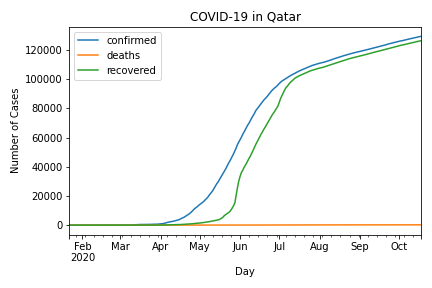 COVID-19 in Qatar
confirmed
deaths
recovered
Number of Cases
120000
100000
80000
60000
40000
20000
0
Feb Mar Apr May Jun Jul Aug Sep Oct
2020
Day